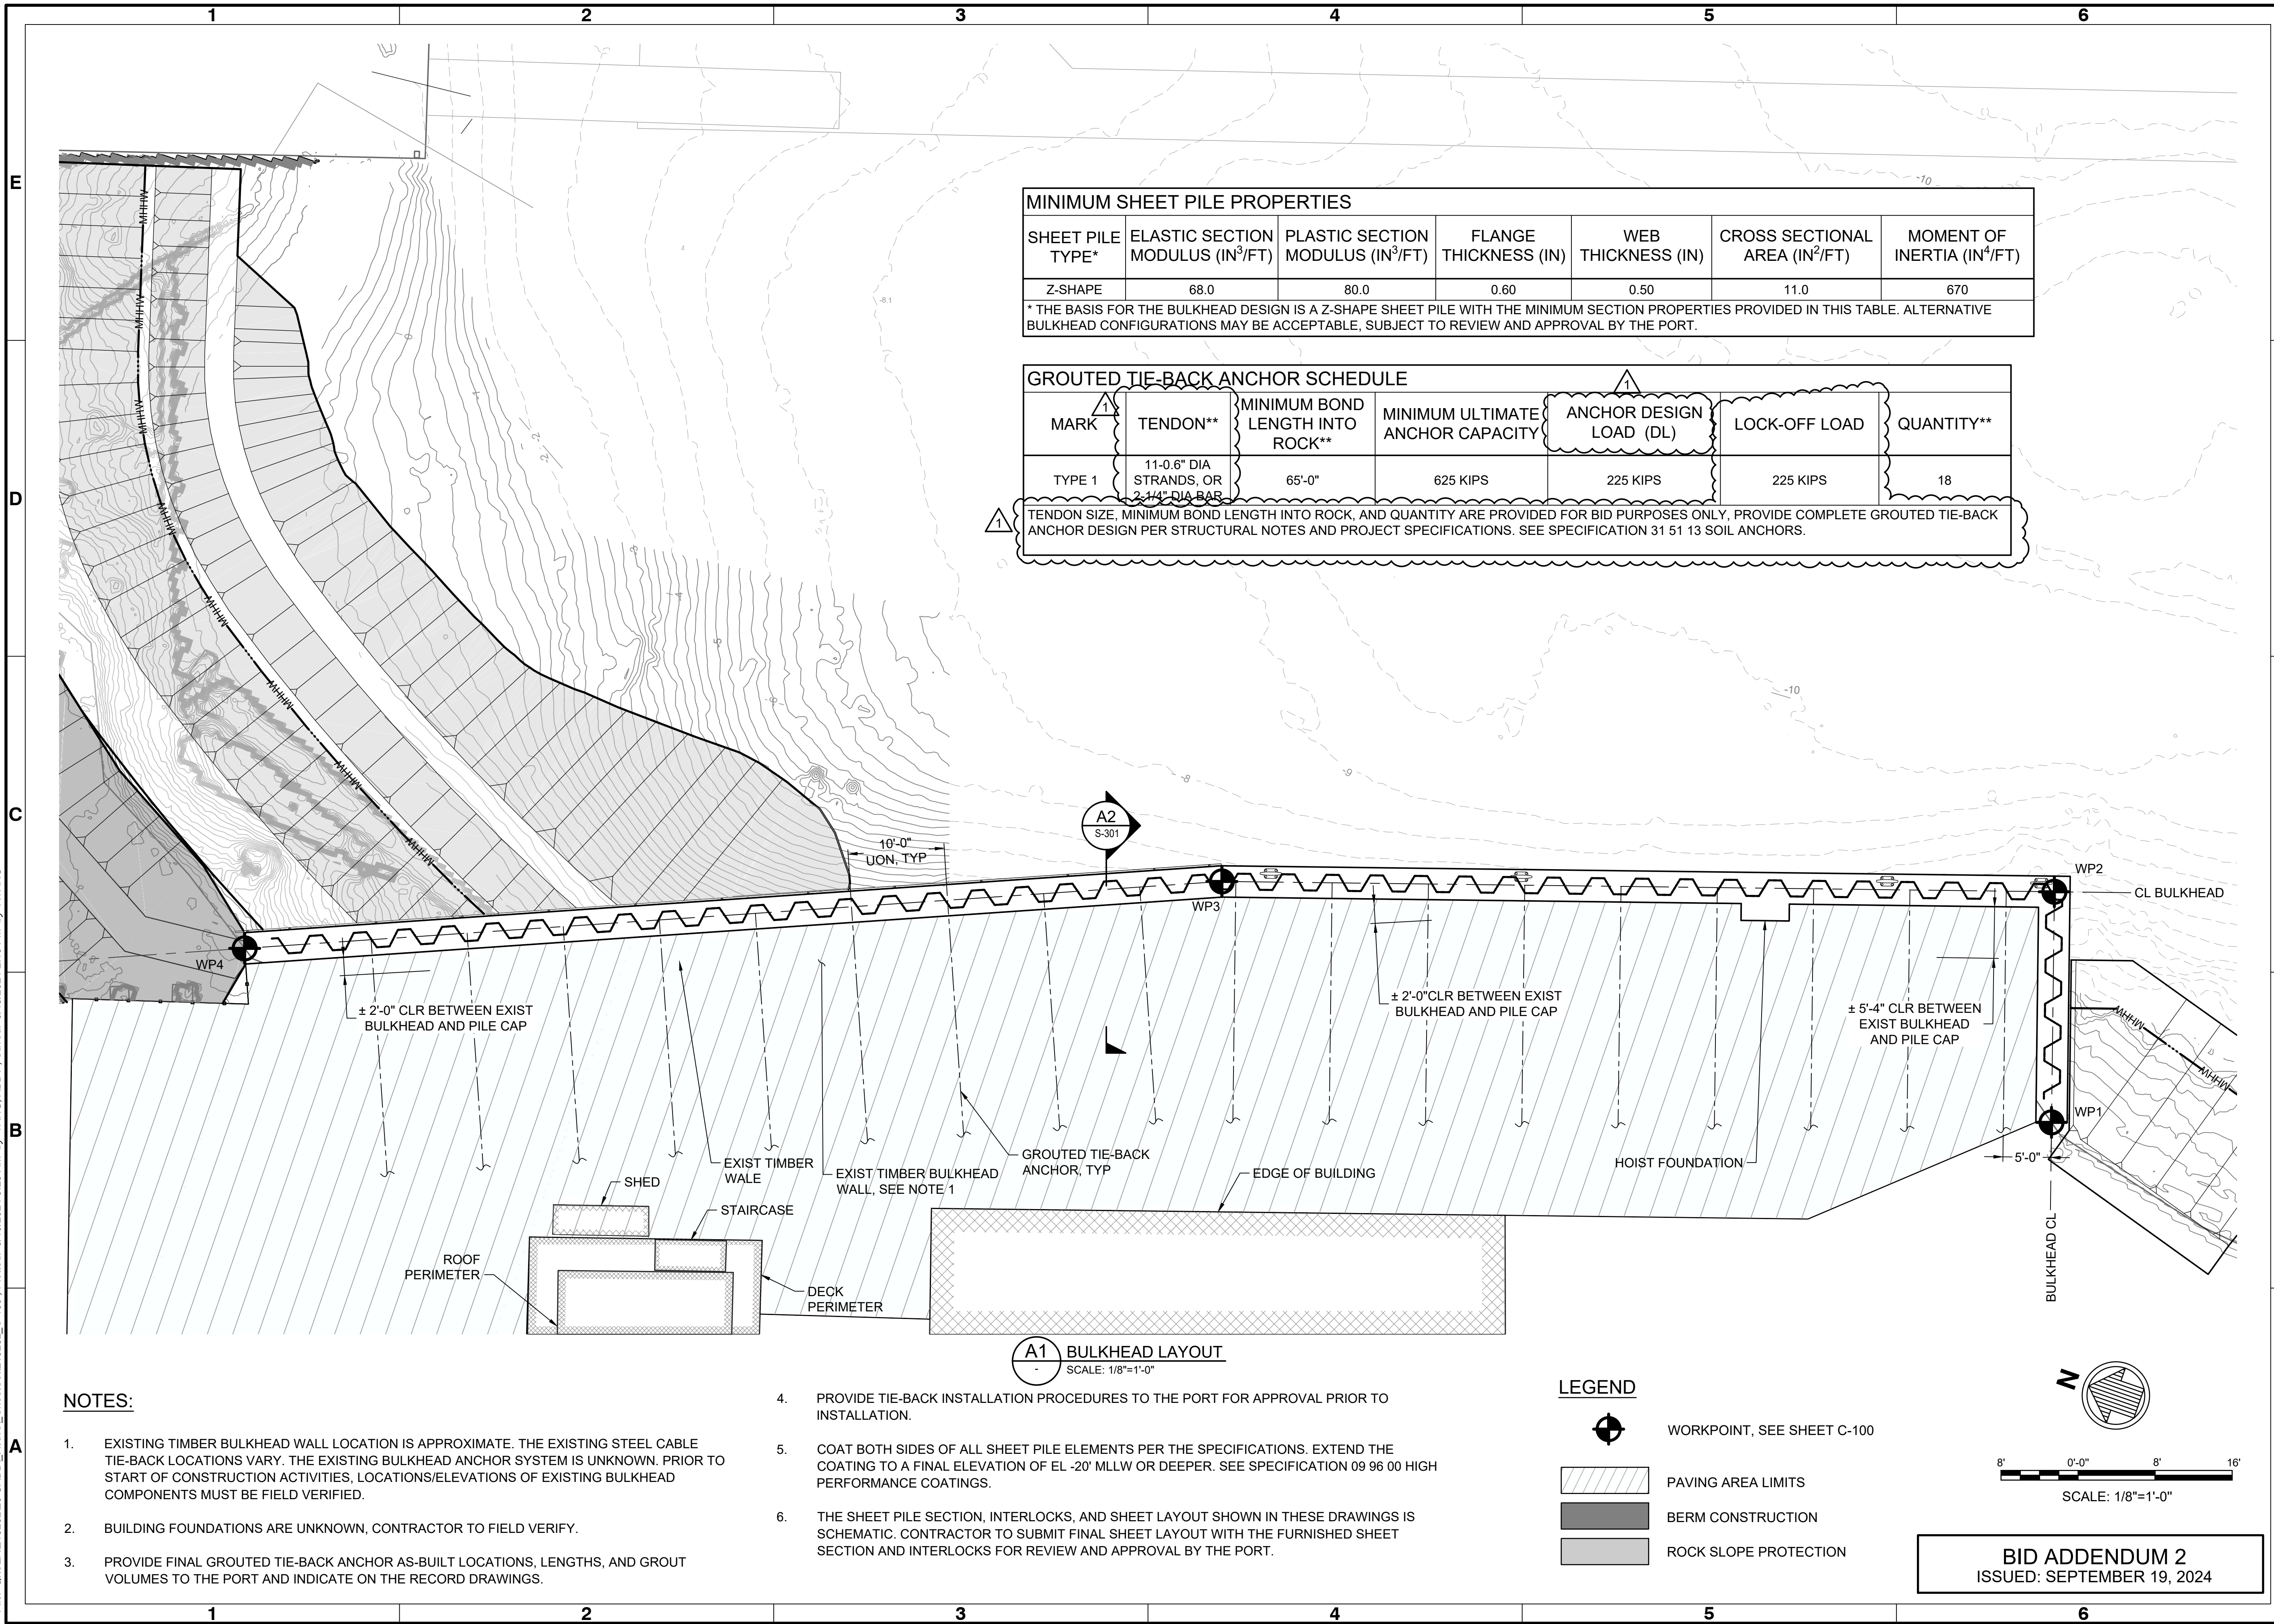 1 2 3 4 5 6
E
D
C
B
A
MINIMUM SHEET PILE PROPERTIES
SHEET PILE TYPE*
ELASTIC SECTION MODULUS (IN³/FT)
PLASTIC SECTION MODULUS (IN³/FT)
FLANGE THICKNESS (IN)
WEB THICKNESS (IN)
CROSS SECTIONAL AREA (IN²/FT)
MOMENT OF INERTIA (IN⁴/FT)
Z-SHAPE 68.0 80.0 0.60 0.50 11.0 670
* THE BASIS FOR THE BULKHEAD DESIGN IS A Z-SHAPE SHEET PILE WITH THE MINIMUM SECTION PROPERTIES PROVIDED IN THIS TABLE. ALTERNATIVE
BULKHEAD CONFIGURATIONS MAY BE ACCEPTABLE, SUBJECT TO REVIEW AND APPROVAL BY THE PORT.
GROUTED TIE-BACK ANCHOR SCHEDULE
1
1
MARK
TENDON**
MINIMUM BOND
LENGTH INTO
ROCK**
MINIMUM ULTIMATE
ANCHOR CAPACITY
ANCHOR DESIGN
LOAD (DL)
LOCK-OFF LOAD
QUANTITY**
TYPE 1
11-0.6" DIA
STRANDS, OR
2-1/4" DIA BAR
65'-0"
625 KIPS
225 KIPS
225 KIPS
18
1
TENDON SIZE, MINIMUM BOND LENGTH INTO ROCK, AND QUANTITY ARE PROVIDED FOR BID PURPOSES ONLY, PROVIDE COMPLETE GROUTED TIE-BACK
ANCHOR DESIGN PER STRUCTURAL NOTES AND PROJECT SPECIFICATIONS. SEE SPECIFICATION 31 51 13 SOIL ANCHORS.
MHHW
MHHW
MHHW
MHHW
MHHW
MHHW
MHHW
MHHW
MHHW
MHHW
-10
-8.1
-10
-8
-9
A2
S-301
10'-0"
UON, TYP
WP2
CL BULKHEAD
WP3
WP4
± 2'-0" CLR BETWEEN EXIST
BULKHEAD AND PILE CAP
± 2'-0"CLR BETWEEN EXIST
BULKHEAD AND PILE CAP
± 5'-4" CLR BETWEEN
EXIST BULKHEAD
AND PILE CAP
WP1
5'-0"
BULKHEAD CL
EXIST TIMBER
WALE
EXIST TIMBER BULKHEAD
WALL, SEE NOTE 1
GROUTED TIE-BACK
ANCHOR, TYP
EDGE OF BUILDING
HOIST FOUNDATION
SHED
STAIRCASE
ROOF
PERIMETER
DECK
PERIMETER
A1
-
BULKHEAD LAYOUT
SCALE: 1/8"=1'-0"
NOTES:
1. EXISTING TIMBER BULKHEAD WALL LOCATION IS APPROXIMATE. THE EXISTING STEEL CABLE
TIE-BACK LOCATIONS VARY. THE EXISTING BULKHEAD ANCHOR SYSTEM IS UNKNOWN. PRIOR TO
START OF CONSTRUCTION ACTIVITIES, LOCATIONS/ELEVATIONS OF EXISTING BULKHEAD
COMPONENTS MUST BE FIELD VERIFIED.
2. BUILDING FOUNDATIONS ARE UNKNOWN, CONTRACTOR TO FIELD VERIFY.
3. PROVIDE FINAL GROUTED TIE-BACK ANCHOR AS-BUILT LOCATIONS, LENGTHS, AND GROUT
VOLUMES TO THE PORT AND INDICATE ON THE RECORD DRAWINGS.
4. PROVIDE TIE-BACK INSTALLATION PROCEDURES TO THE PORT FOR APPROVAL PRIOR TO
INSTALLATION.
5. COAT BOTH SIDES OF ALL SHEET PILE ELEMENTS PER THE SPECIFICATIONS. EXTEND THE
COATING TO A FINAL ELEVATION OF EL -20' MLLW OR DEEPER. SEE SPECIFICATION 09 96 00 HIGH
PERFORMANCE COATINGS.
6. THE SHEET PILE SECTION, INTERLOCKS, AND SHEET LAYOUT SHOWN IN THESE DRAWINGS IS
SCHEMATIC. CONTRACTOR TO SUBMIT FINAL SHEET LAYOUT WITH THE FURNISHED SHEET
SECTION AND INTERLOCKS FOR REVIEW AND APPROVAL BY THE PORT.
LEGEND
WORKPOINT, SEE SHEET C-100
PAVING AREA LIMITS
BERM CONSTRUCTION
ROCK SLOPE PROTECTION
N
8' 0'-0" 8' 16'
SCALE: 1/8"=1'-0"
BID ADDENDUM 2
ISSUED: SEPTEMBER 19, 2024
1 2 3 4 5 6